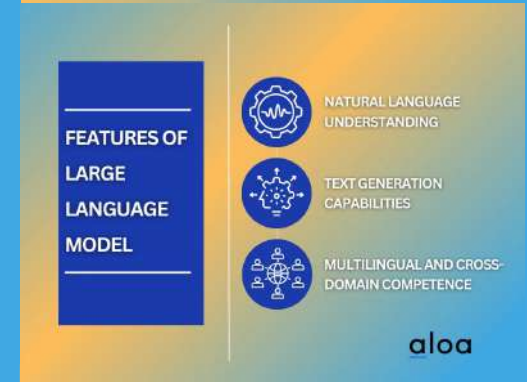 FEATURES OF
LARGE
LANGUAGE
MODEL
NATURAL LANGUAGE
UNDERSTANDING
TEXT GENERATION
CAPABILITIES
MULTILINGUAL AND CROSS-
DOMAIN COMPETENCE
aloa